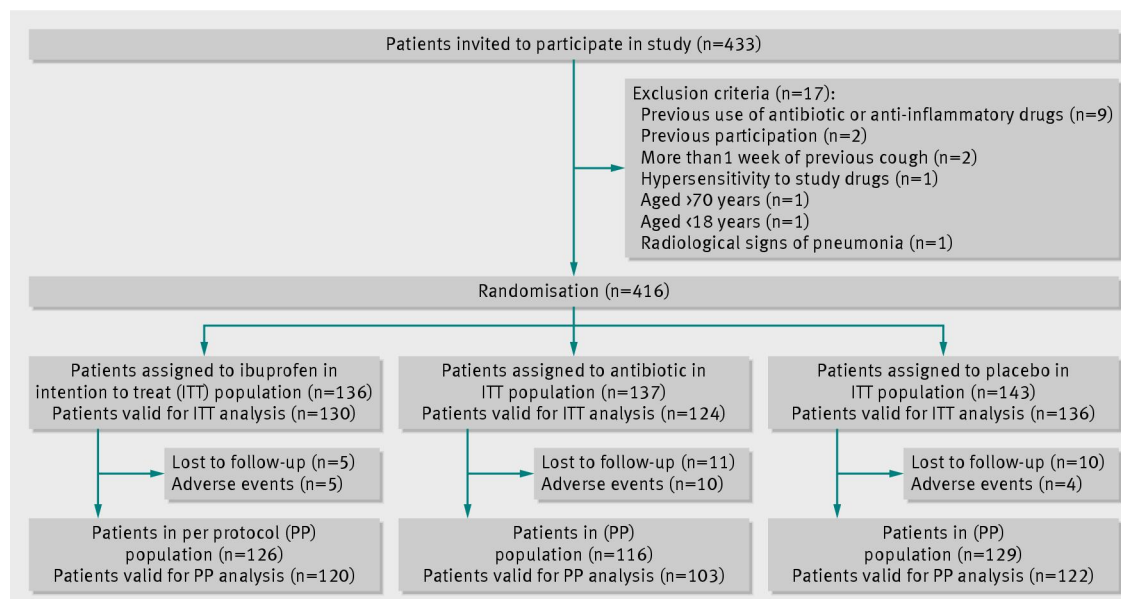 Patients invited to participate in study (n=433)
Exclusion criteria (n=17):
Previous use of antibiotic or anti-inflammatory drugs (n=9)
Previous participation (n=2)
More than1 week of previous cough (n=2)
Hypersensitivity to study drugs (n=1)
Aged >70 years (n=1)
Aged <18 years (n=1)
Radiological signs of pneumonia (n=1)
Randomisation (n=416)
Patients assigned to ibuprofen in
intention to treat (ITT) population (n=136)
Patients valid for ITT analysis (n=130)
Patients assigned to antibiotic in
ITT population (n=137)
Patients valid for ITT analysis (n=124)
Patients assigned to placebo in
ITT population (n=143)
Patients valid for ITT analysis (n=136)
Lost to follow-up (n=5)
Adverse events (n=5)
Lost to follow-up (n=11)
Adverse events (n=10)
Lost to follow-up (n=10)
Adverse events (n=4)
Patients in per protocol (PP)
population (n=126)
Patients valid for PP analysis (n=120)
Patients in (PP)
population (n=116)
Patients valid for PP analysis (n=103)
Patients in (PP)
population (n=129)
Patients valid for PP analysis (n=122)